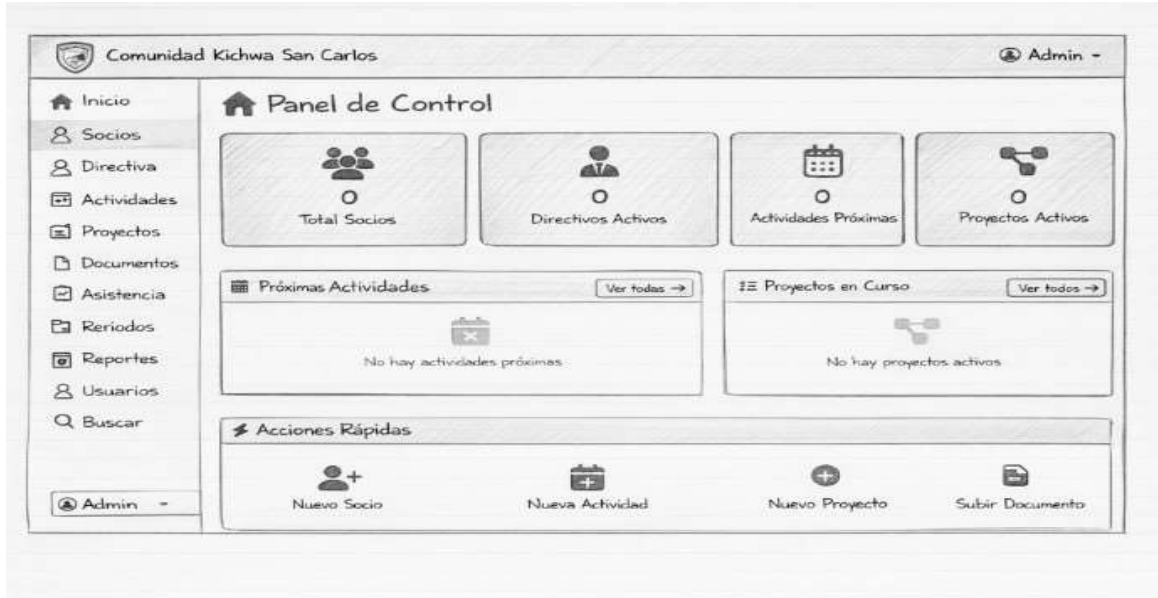 Comunidad Kichwa San Carlos
Admin
Inicio
Socios
Directiva
Actividades
Proyectos
Documentos
Asistencia
Reriodos
Reportes
Usuarios
Buscar
Admin
Panel de Control
0
Total Socios
0
Directivos Activos
0
Actividades Próximas
0
Proyectos Activos
Próximas Actividades
Ver todas →
No hay actividades próximas
Proyectos en Curso
Ver todos →
No hay proyectos activos
Acciones Rápidas
Nuevo Socio
Nueva Actividad
Nuevo Proyecto
Subir Documento